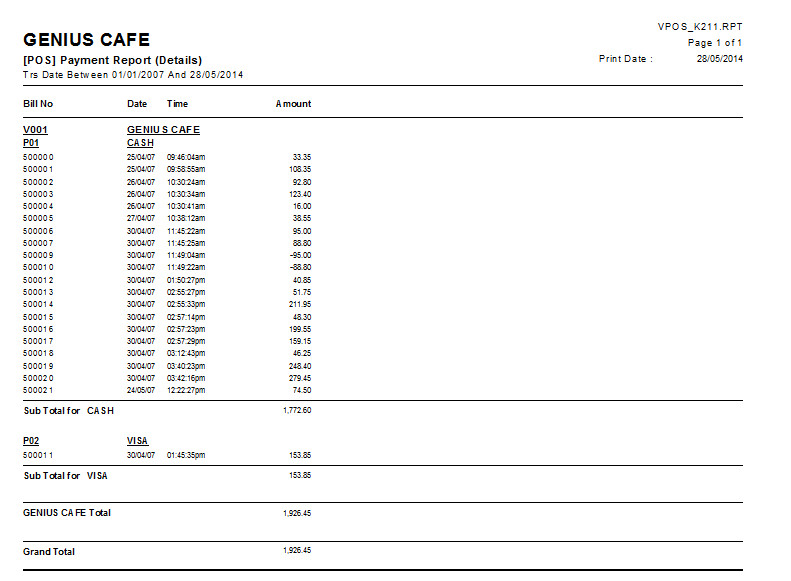 VPOS_K211.RPT
GENIUS CAFE
Page 1 of 1
[POS] Payment Report (Details)
Print Date : 28/05/2014
Trs Date Between 01/01/2007 And 28/05/2014
Bill No Date Time Amount
V001 GENIUS CAFE
P01 CASH
500000 25/04/07 09:46:04am 33.35
500001 25/04/07 09:58:55am 108.35
500002 26/04/07 10:30:24am 92.80
500003 26/04/07 10:30:34am 123.40
500004 26/04/07 10:30:41am 16.00
500005 27/04/07 10:38:12am 38.55
500006 30/04/07 11:45:22am 95.00
500007 30/04/07 11:45:25am 88.80
500009 30/04/07 11:49:04am -95.00
500010 30/04/07 11:49:22am -88.80
500012 30/04/07 01:50:27pm 40.85
500013 30/04/07 02:55:27pm 51.75
500014 30/04/07 02:55:33pm 211.95
500015 30/04/07 02:57:14pm 48.30
500016 30/04/07 02:57:23pm 199.55
500017 30/04/07 02:57:29pm 159.15
500018 30/04/07 03:12:43pm 46.25
500019 30/04/07 03:40:23pm 248.40
500020 30/04/07 03:42:16pm 279.45
500021 24/05/07 12:22:27pm 74.50
Sub Total for CASH 1,772.60
P02 VISA
500011 30/04/07 01:45:35pm 153.85
Sub Total for VISA 153.85
GENIUS CAFE Total 1,926.45
Grand Total 1,926.45